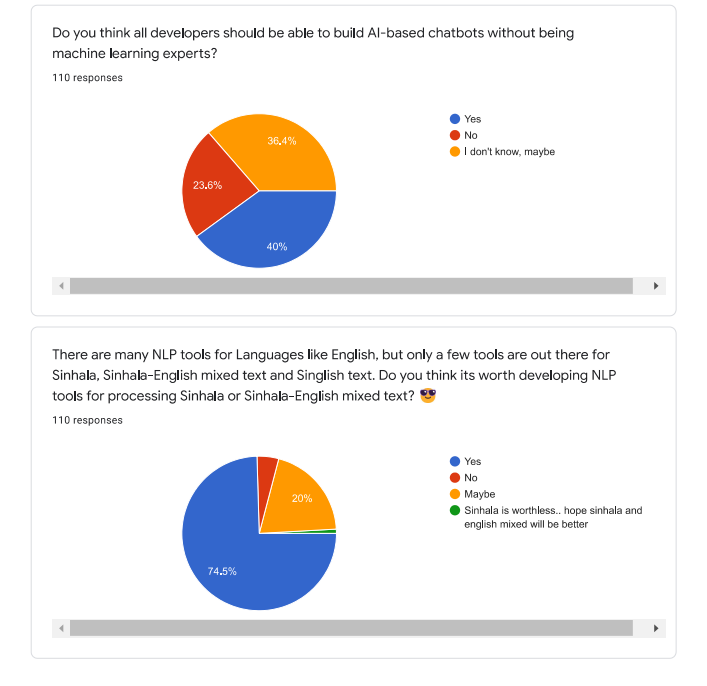 Do you think all developers should be able to build AI-based chatbots without being
machine learning experts?
110 responses
36.4%
23.6%
40%
Yes
No
I don't know, maybe
There are many NLP tools for Languages like English, but only a few tools are out there for
Sinhala, Sinhala-English mixed text and Singlish text. Do you think its worth developing NLP
tools for processing Sinhala or Sinhala-English mixed text? 😎
110 responses
20%
74.5%
Yes
No
Maybe
Sinhala is worthless.. hope sinhala and
english mixed will be better